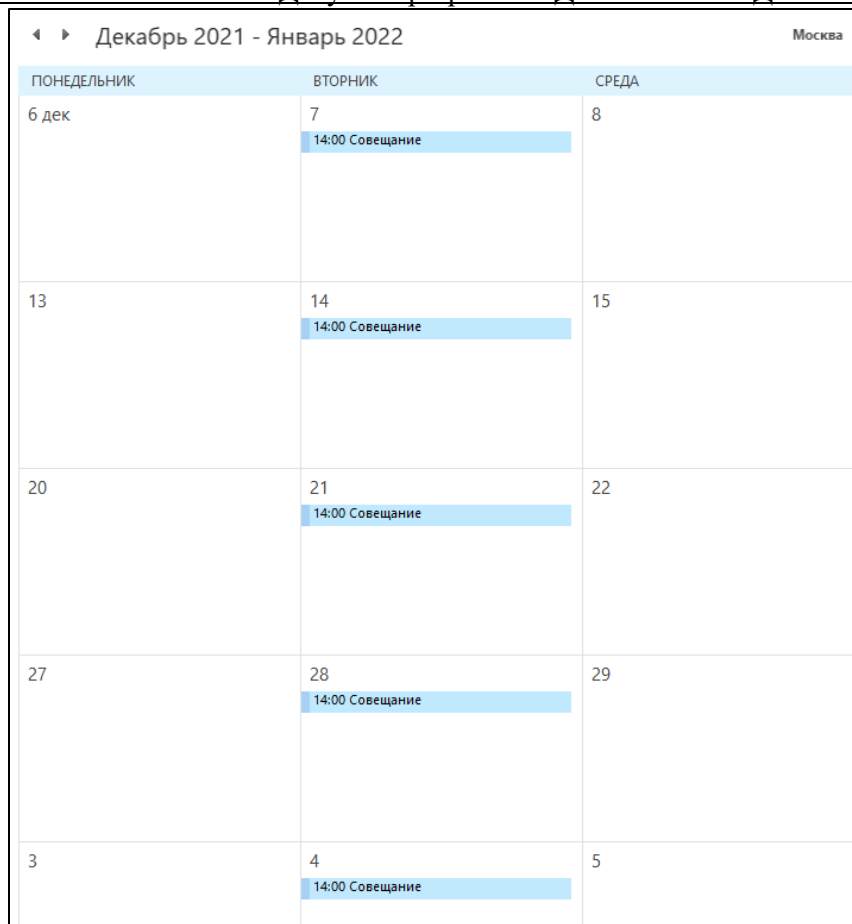 Декабрь 2021 - Январь 2022 Москва
ПОНЕДЕЛЬНИК ВТОРНИК СРЕДА
6 дек 7 8
14:00 Совещание
13 14 15
14:00 Совещание
20 21 22
14:00 Совещание
27 28 29
14:00 Совещание
3 4 5
14:00 Совещание